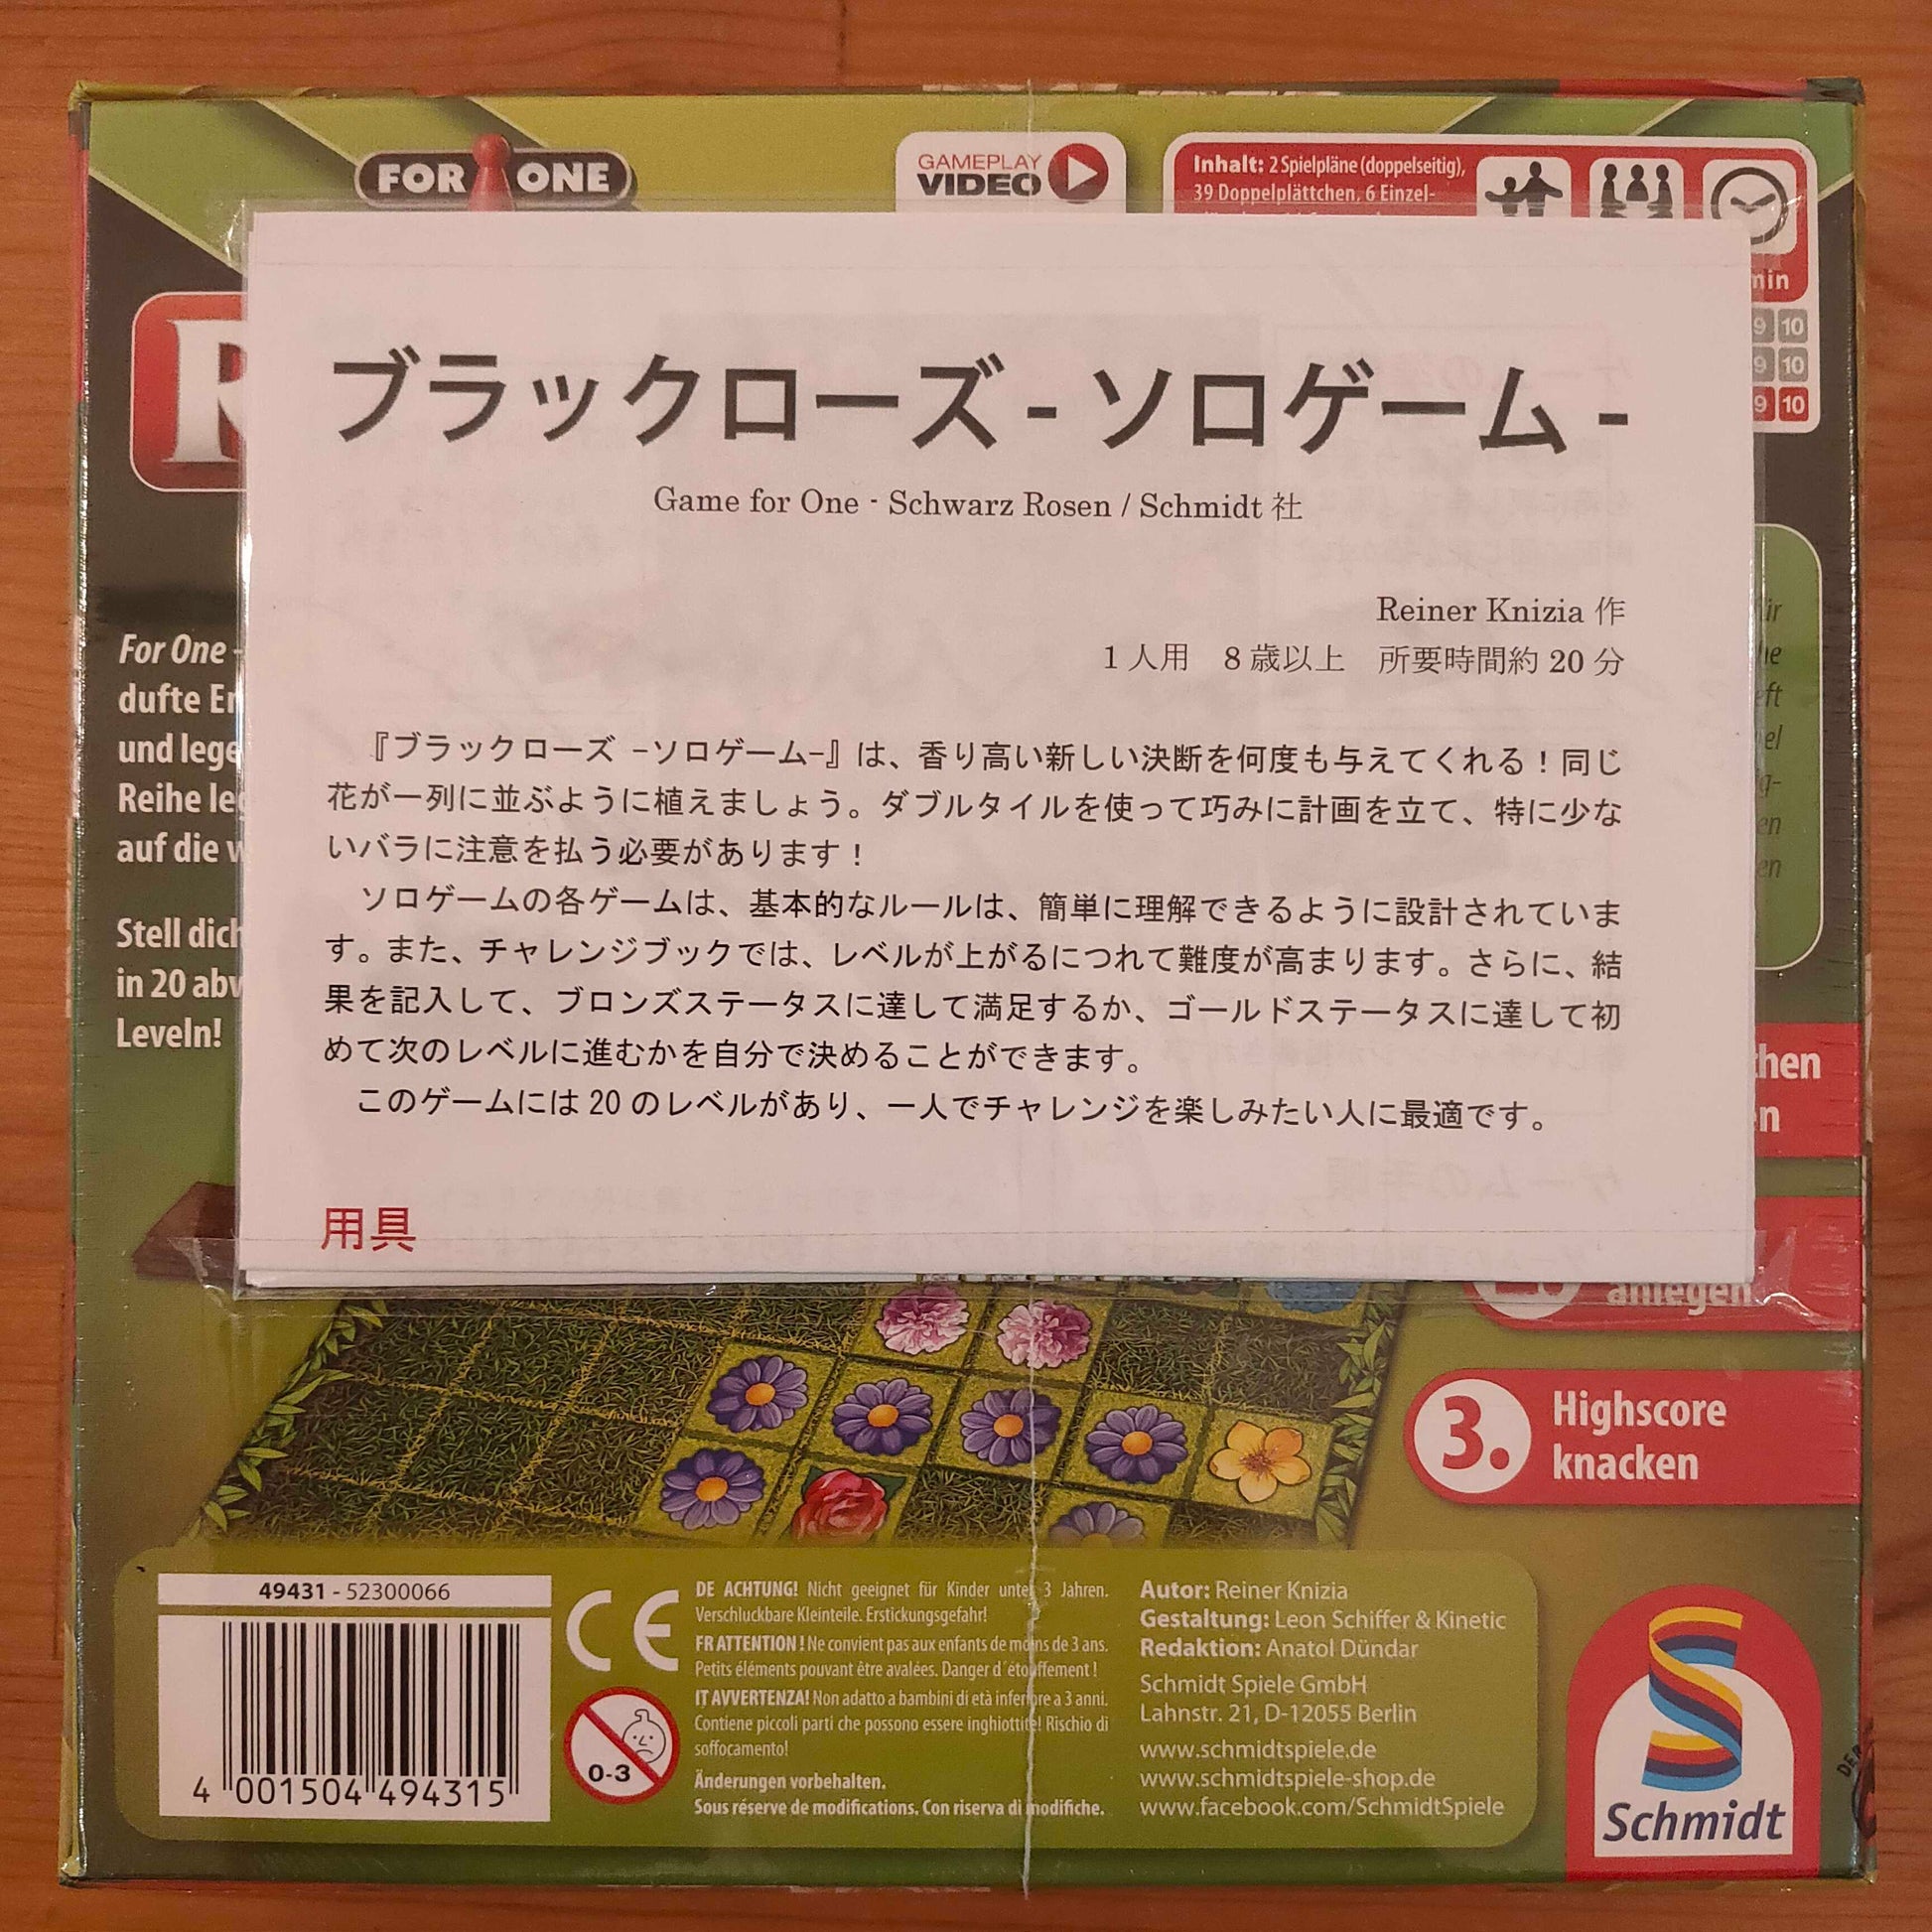 FOR ONE
GAMEPLAY
VIDEO
Inhalt: 2 Spielpläne (doppelseitig),
39 Doppelplättchen, 6 Einzel-
min
9 10
9 10
9 10
R
ブラックローズ - ソロゲーム -
Game for One - Schwarz Rosen / Schmidt 社
Reiner Knizia 作
1 人用 8 歳以上 所要時間約 20 分
『ブラックローズ -ソロゲーム-』は、香り高い新しい決断を何度も与えてくれる！同じ
花が一列に並ぶように植えましょう。ダブルタイルを使って巧みに計画を立て、特に少な
いバラに注意を払う必要があります！
ソロゲームの各ゲームは、基本的なルールは、簡単に理解できるように設計されていま
す。また、チャレンジブックでは、レベルが上がるにつれて難度が高まります。さらに、結
果を記入して、ブロンズステータスに達して満足するか、ゴールドステータスに達して初
めて次のレベルに進むかを自分で決めることができます。
このゲームには 20 のレベルがあり、一人でチャレンジを楽しみたい人に最適です。
用具
For One -
dufte
und lege
Reihe
auf die
Stell dich
in 20
Leveln!
anlegen
3. Highscore
knacken
49431 - 52300066
4 001504 494315
CE
0-3
DE ACHTUNG! Nicht geeignet für Kinder unter 3 Jahren.
Verschluckbare Kleinteile. Erstickungsgefahr!
FR ATTENTION ! Ne convient pas aux enfants de moins de 3 ans.
Petits éléments pouvant être avalées. Danger d´étouffement !
IT AVVERTENZA! Non adatto a bambini di età inferiore a 3 anni.
Contiene piccoli parti che possono essere inghiottite! Rischio di
soffocamento!
Änderungen vorbehalten.
Sous réserve de modifications. Con riserva di modifiche.
Autor: Reiner Knizia
Gestaltung: Leon Schiffer & Kinetic
Redaktion: Anatol Dündar
Schmidt Spiele GmbH
Lahnstr. 21, D-12055 Berlin
www.schmidtspiele.de
www.schmidtspiele-shop.de
www.facebook.com/SchmidtSpiele
Schmidt